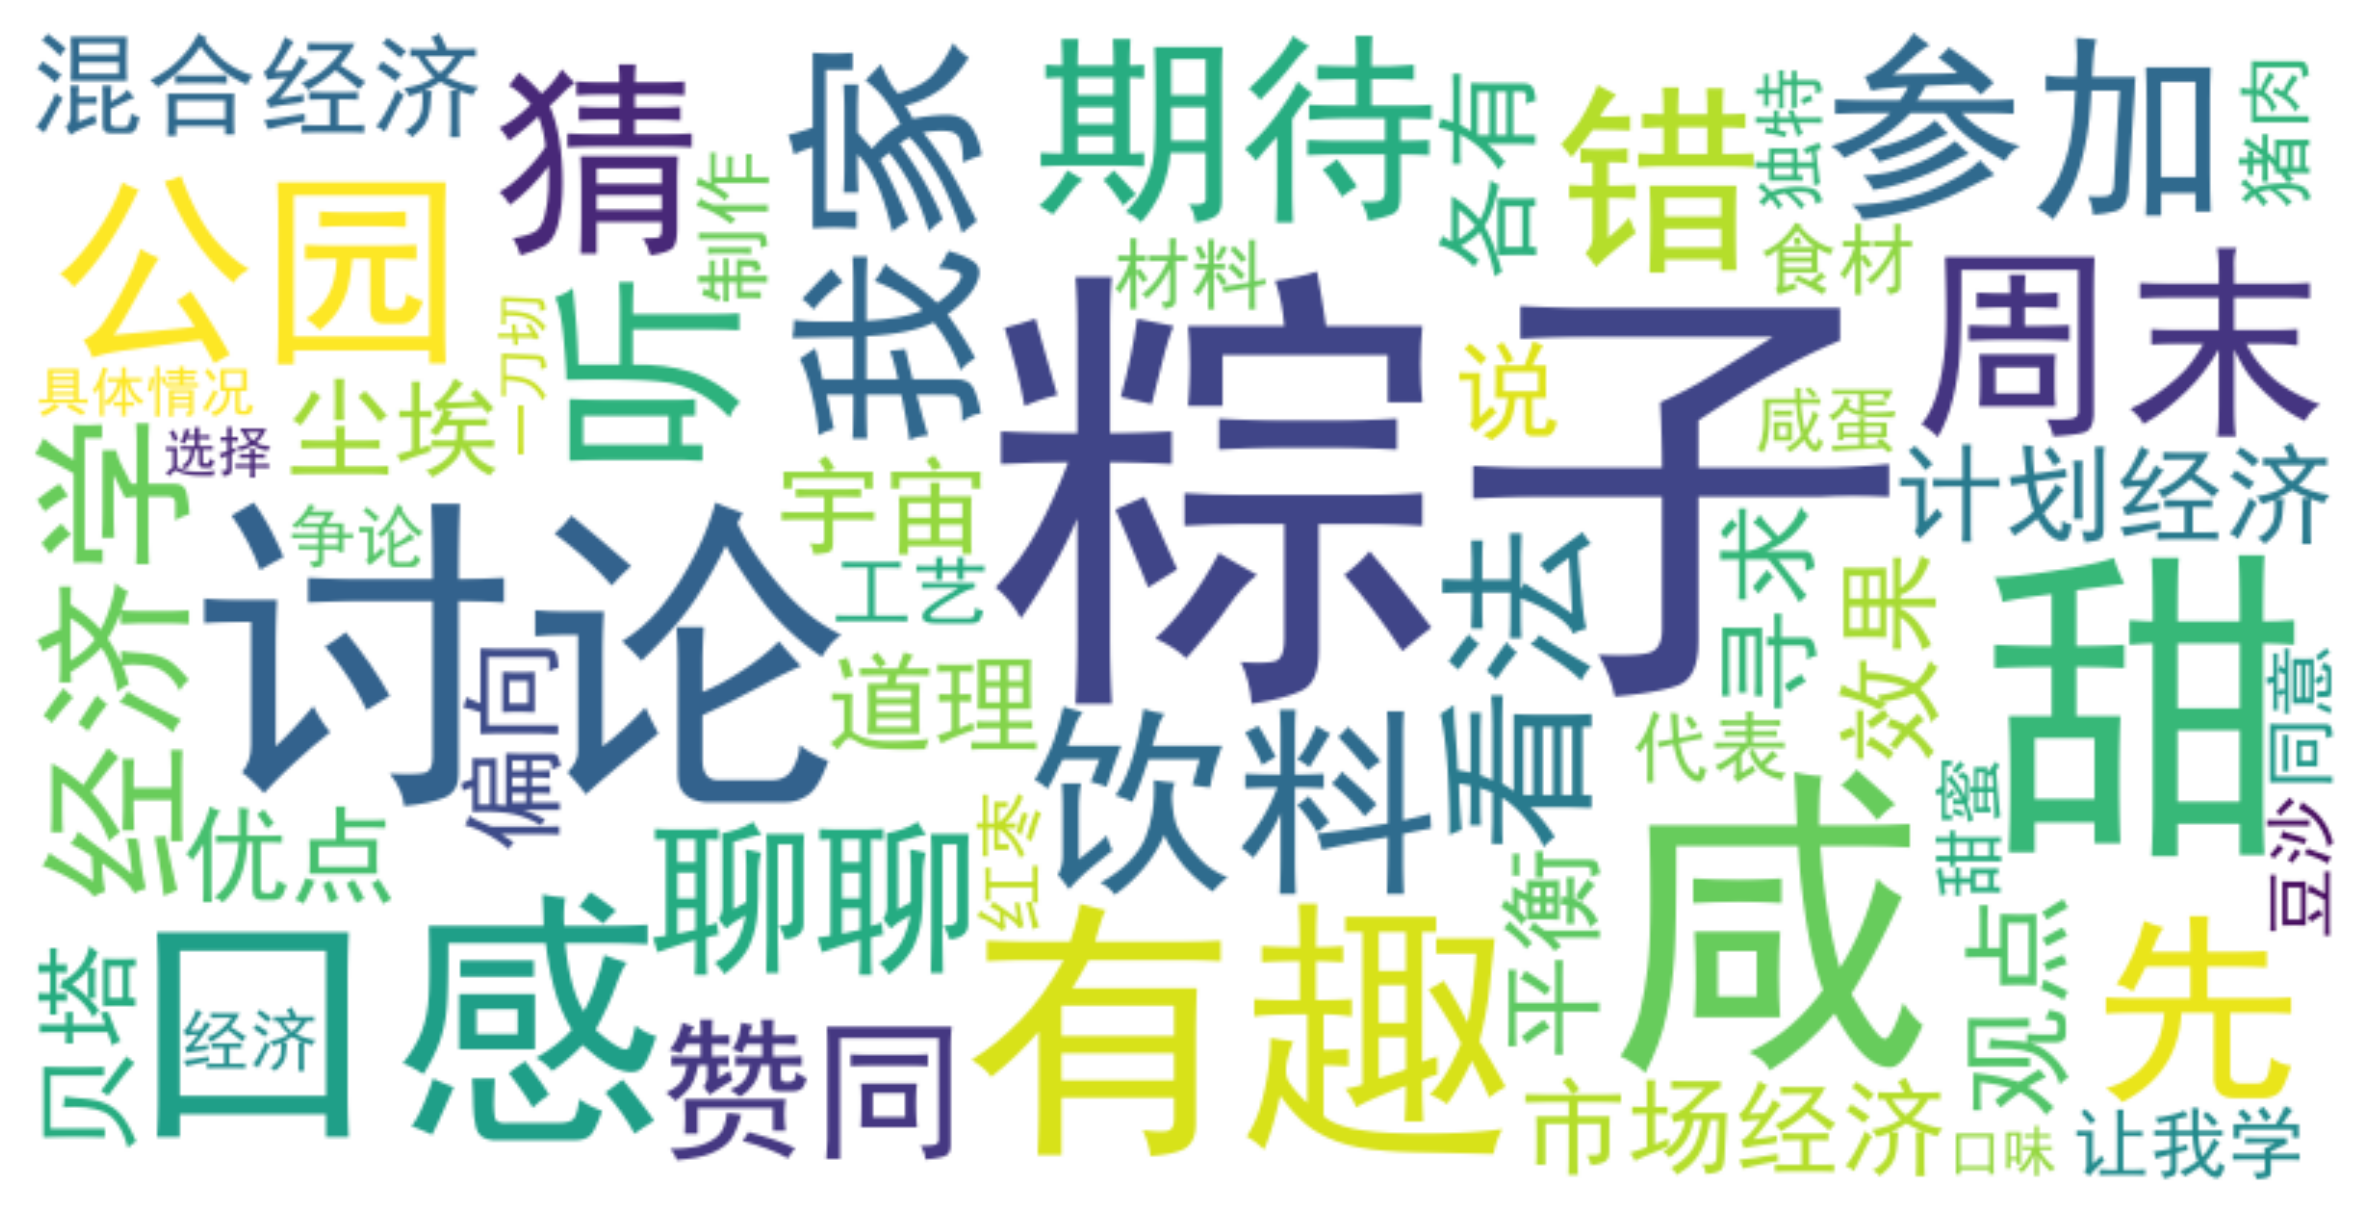 混合经济
猜
我家
期待
各有
错
独特
参加
猪肉
公园
制作
材料
食材
周末
一刀切
听
粽子
说
咸蛋
具体情况
选择
尘埃
经济学
争论
讨论
宇宙
工艺
看法
寻求
计划经济
效果
甜
同意
偏向
道理
饮料
代表
咸
甜蜜
豆沙
优点
聊聊
红枣
平衡
观点
先
贝塔
口感
经济
赞同
有趣
市场经济
口味
让我学